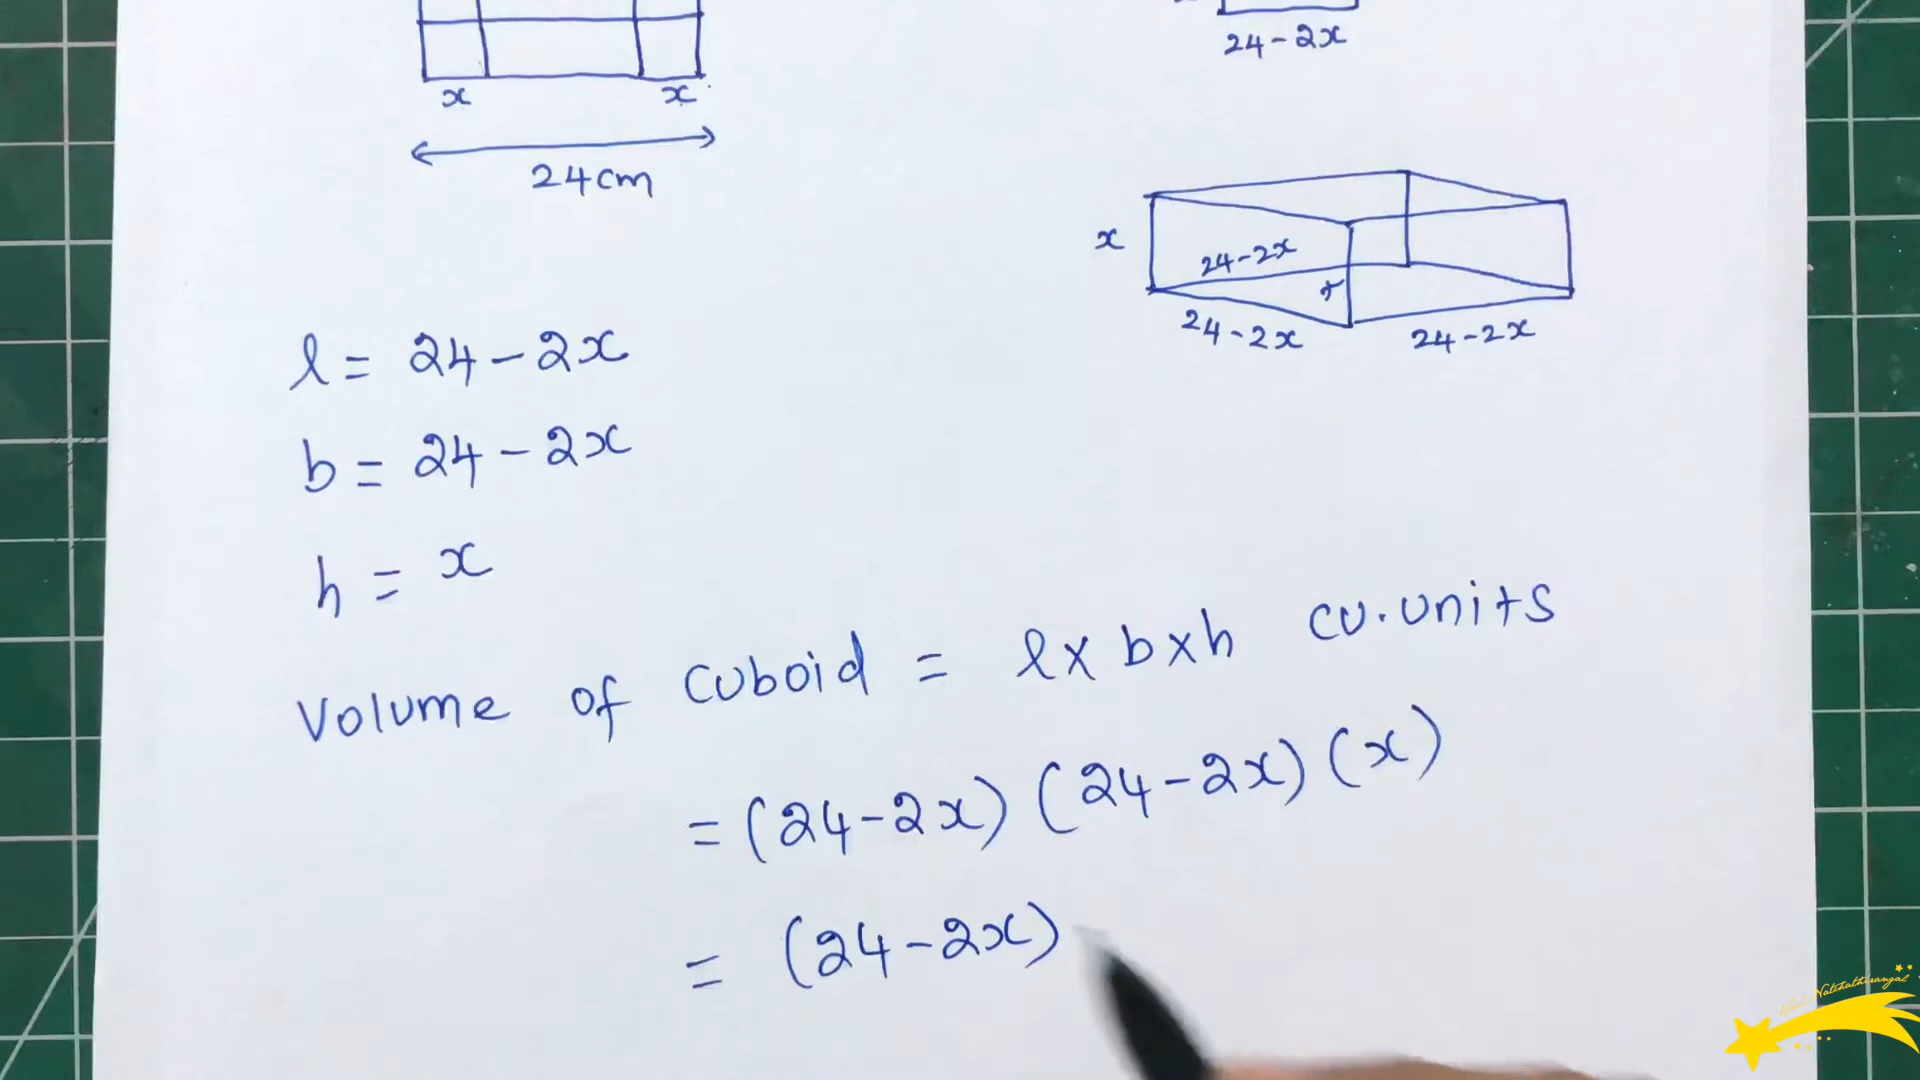 24-2x
x x
24cm
x 24-2x
24-2x 24-2x
l = 24-2x
b = 24-2x
h = x
Volume of cuboid = l×b×h cu.units
= (24-2x) (24-2x) (x)
= (24-2x)
Natchathirangal